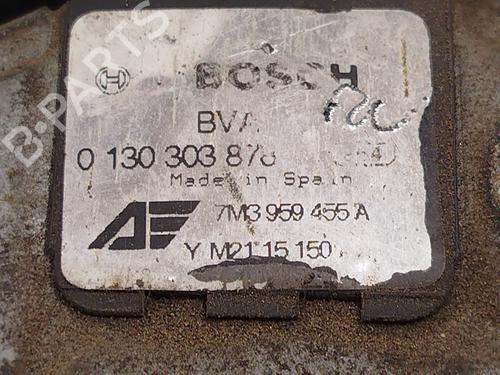 B-PARTS
BOSCH
BVA
0 130 303 878
Made in Spain
7M3 959 455 A
Y M21 15 150